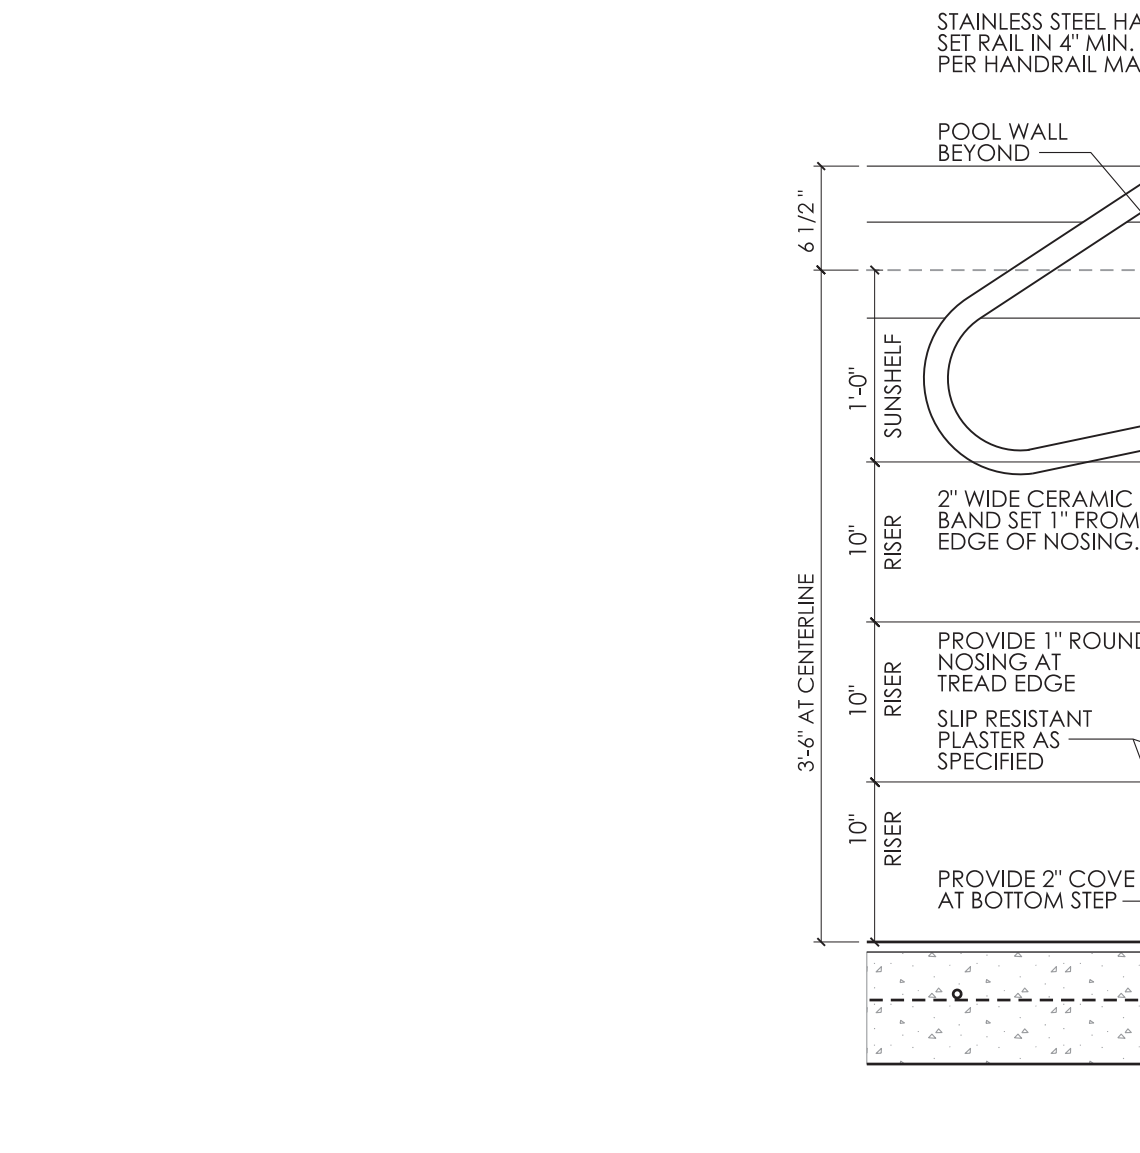 STAINLESS STEEL HA
SET RAIL IN 4" MIN.
PER HANDRAIL MA
POOL WALL
BEYOND
6 1/2"
1'-0"
SUNSHELF
2" WIDE CERAMIC
BAND SET 1" FROM
EDGE OF NOSING.
10"
RISER
3'-6" AT CENTERLINE
PROVIDE 1" ROUND
NOSING AT
TREAD EDGE
10"
RISER
SLIP RESISTANT
PLASTER AS
SPECIFIED
10"
RISER
PROVIDE 2" COVE
AT BOTTOM STEP